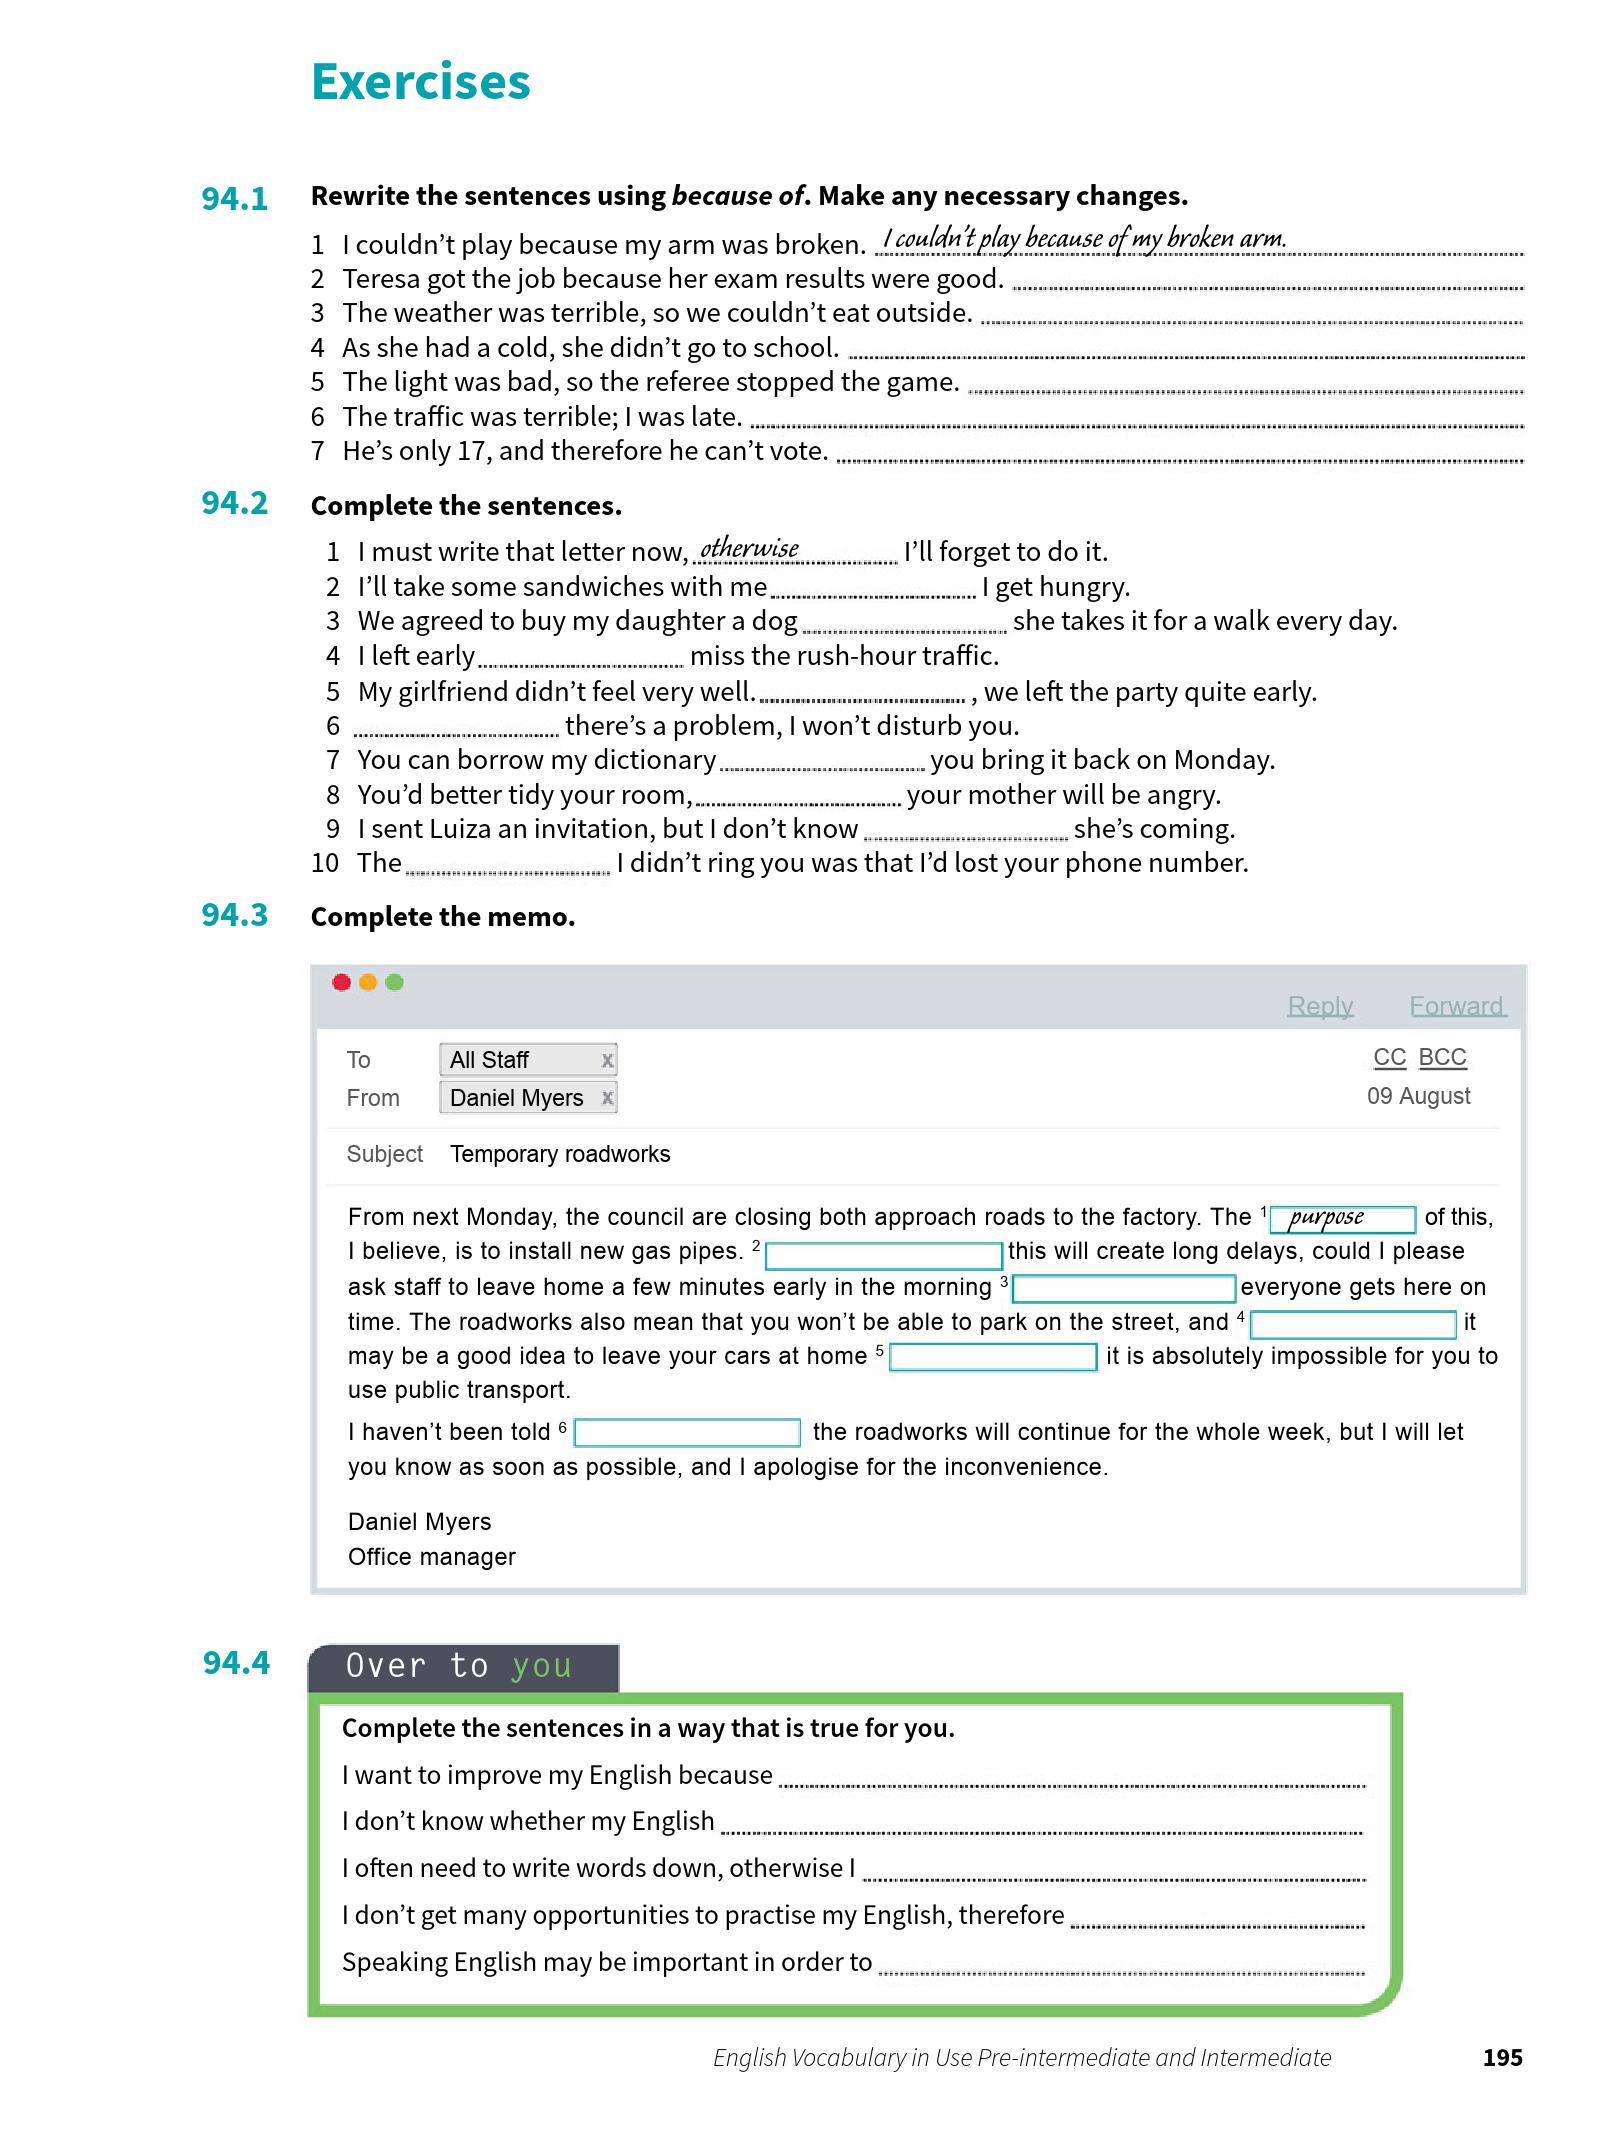 Exercises
94.1 Rewrite the sentences using because of. Make any necessary changes.
1 I couldn’t play because my arm was broken. I couldn’t play because of my broken arm.
2 Teresa got the job because her exam results were good.
3 The weather was terrible, so we couldn’t eat outside.
4 As she had a cold, she didn’t go to school.
5 The light was bad, so the referee stopped the game.
6 The traffic was terrible; I was late.
7 He’s only 17, and therefore he can’t vote.
94.2 Complete the sentences.
1 I must write that letter now, otherwise I’ll forget to do it.
2 I’ll take some sandwiches with me I get hungry.
3 We agreed to buy my daughter a dog she takes it for a walk every day.
4 I left early miss the rush-hour traffic.
5 My girlfriend didn’t feel very well. , we left the party quite early.
6 there’s a problem, I won’t disturb you.
7 You can borrow my dictionary you bring it back on Monday.
8 You’d better tidy your room, your mother will be angry.
9 I sent Luiza an invitation, but I don’t know she’s coming.
10 The I didn’t ring you was that I’d lost your phone number.
94.3 Complete the memo.
Reply Forward
To All Staff x CC BCC
From Daniel Myers x 09 August
Subject Temporary roadworks
From next Monday, the council are closing both approach roads to the factory. The 1 purpose of this,
I believe, is to install new gas pipes. 2 this will create long delays, could I please
ask staff to leave home a few minutes early in the morning 3 everyone gets here on
time. The roadworks also mean that you won’t be able to park on the street, and 4 it
may be a good idea to leave your cars at home 5 it is absolutely impossible for you to
use public transport.
I haven’t been told 6 the roadworks will continue for the whole week, but I will let
you know as soon as possible, and I apologise for the inconvenience.
Daniel Myers
Office manager
94.4 Over to you
Complete the sentences in a way that is true for you.
I want to improve my English because
I don’t know whether my English
I often need to write words down, otherwise I
I don’t get many opportunities to practise my English, therefore
Speaking English may be important in order to
English Vocabulary in Use Pre-intermediate and Intermediate 195